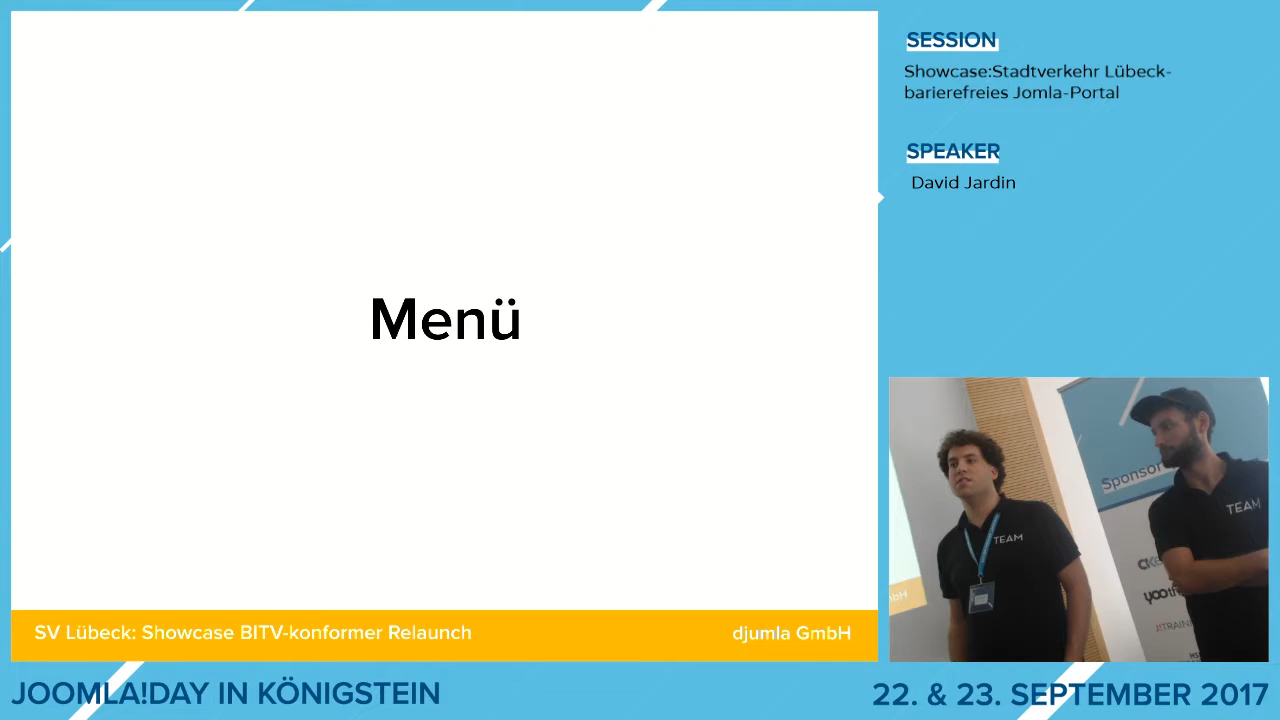 SESSION
Showcase:Stadtverkehr Lübeck-
barierefreies Jomla-Portal
SPEAKER
David Jardin
Menü
Sponsor
TEAM
TEAM
SV Lübeck: Showcase BITV-konformer Relaunch
djumla GmbH
JOOMLA!DAY IN KÖNIGSTEIN
22. & 23. SEPTEMBER 2017